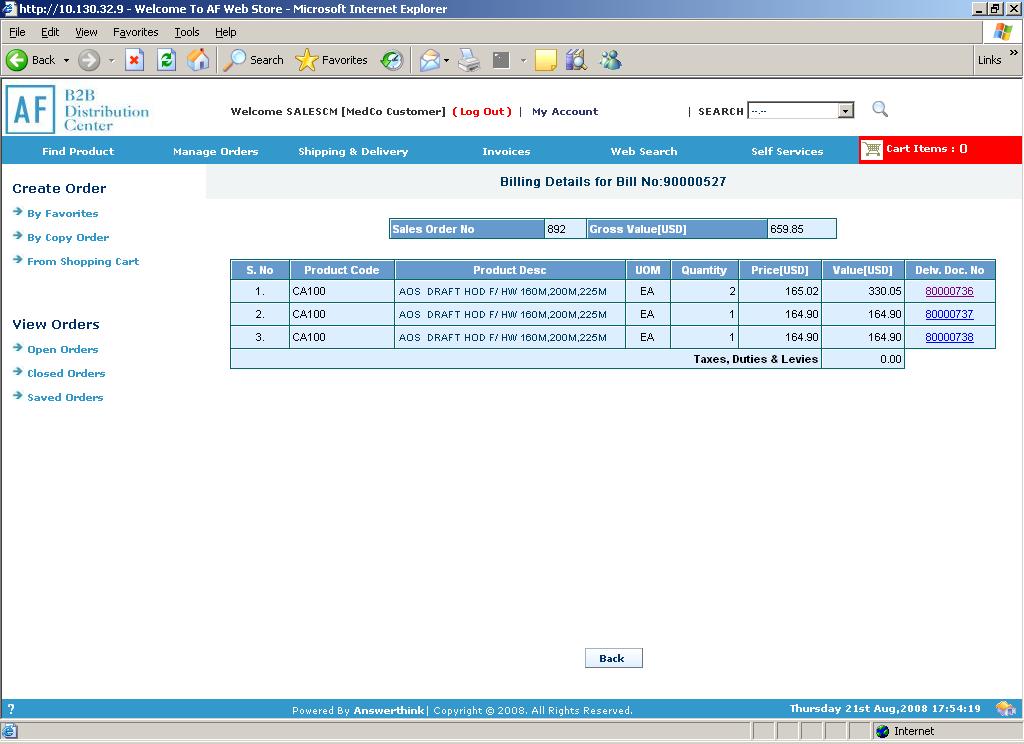 http://10.130.32.9 - Welcome To AF Web Store - Microsoft Internet Explorer
File Edit View Favorites Tools Help
Back Search Favorites Links »
AF B2B Distribution Center
Welcome SALESCM [MedCo Customer] ( Log Out ) | My Account | SEARCH --.--
Find Product Manage Orders Shipping & Delivery Invoices Web Search Self Services Cart Items : 0
Billing Details for Bill No:90000527
Create Order
By Favorites
By Copy Order
From Shopping Cart
View Orders
Open Orders
Closed Orders
Saved Orders
Sales Order No 892 Gross Value[USD] 659.85
S. No Product Code Product Desc UOM Quantity Price[USD] Value[USD] Delv. Doc. No
1. CA100 AOS DRAFT HOD F/ HW 160M,200M,225M EA 2 165.02 330.05 80000736
2. CA100 AOS DRAFT HOD F/ HW 160M,200M,225M EA 1 164.90 164.90 80000737
3. CA100 AOS DRAFT HOD F/ HW 160M,200M,225M EA 1 164.90 164.90 80000738
Taxes, Duties & Levies 0.00
Back
? Powered By Answerthink | Copyright © 2008. All Rights Reserved. Thursday 21st Aug,2008 17:54:19
Internet